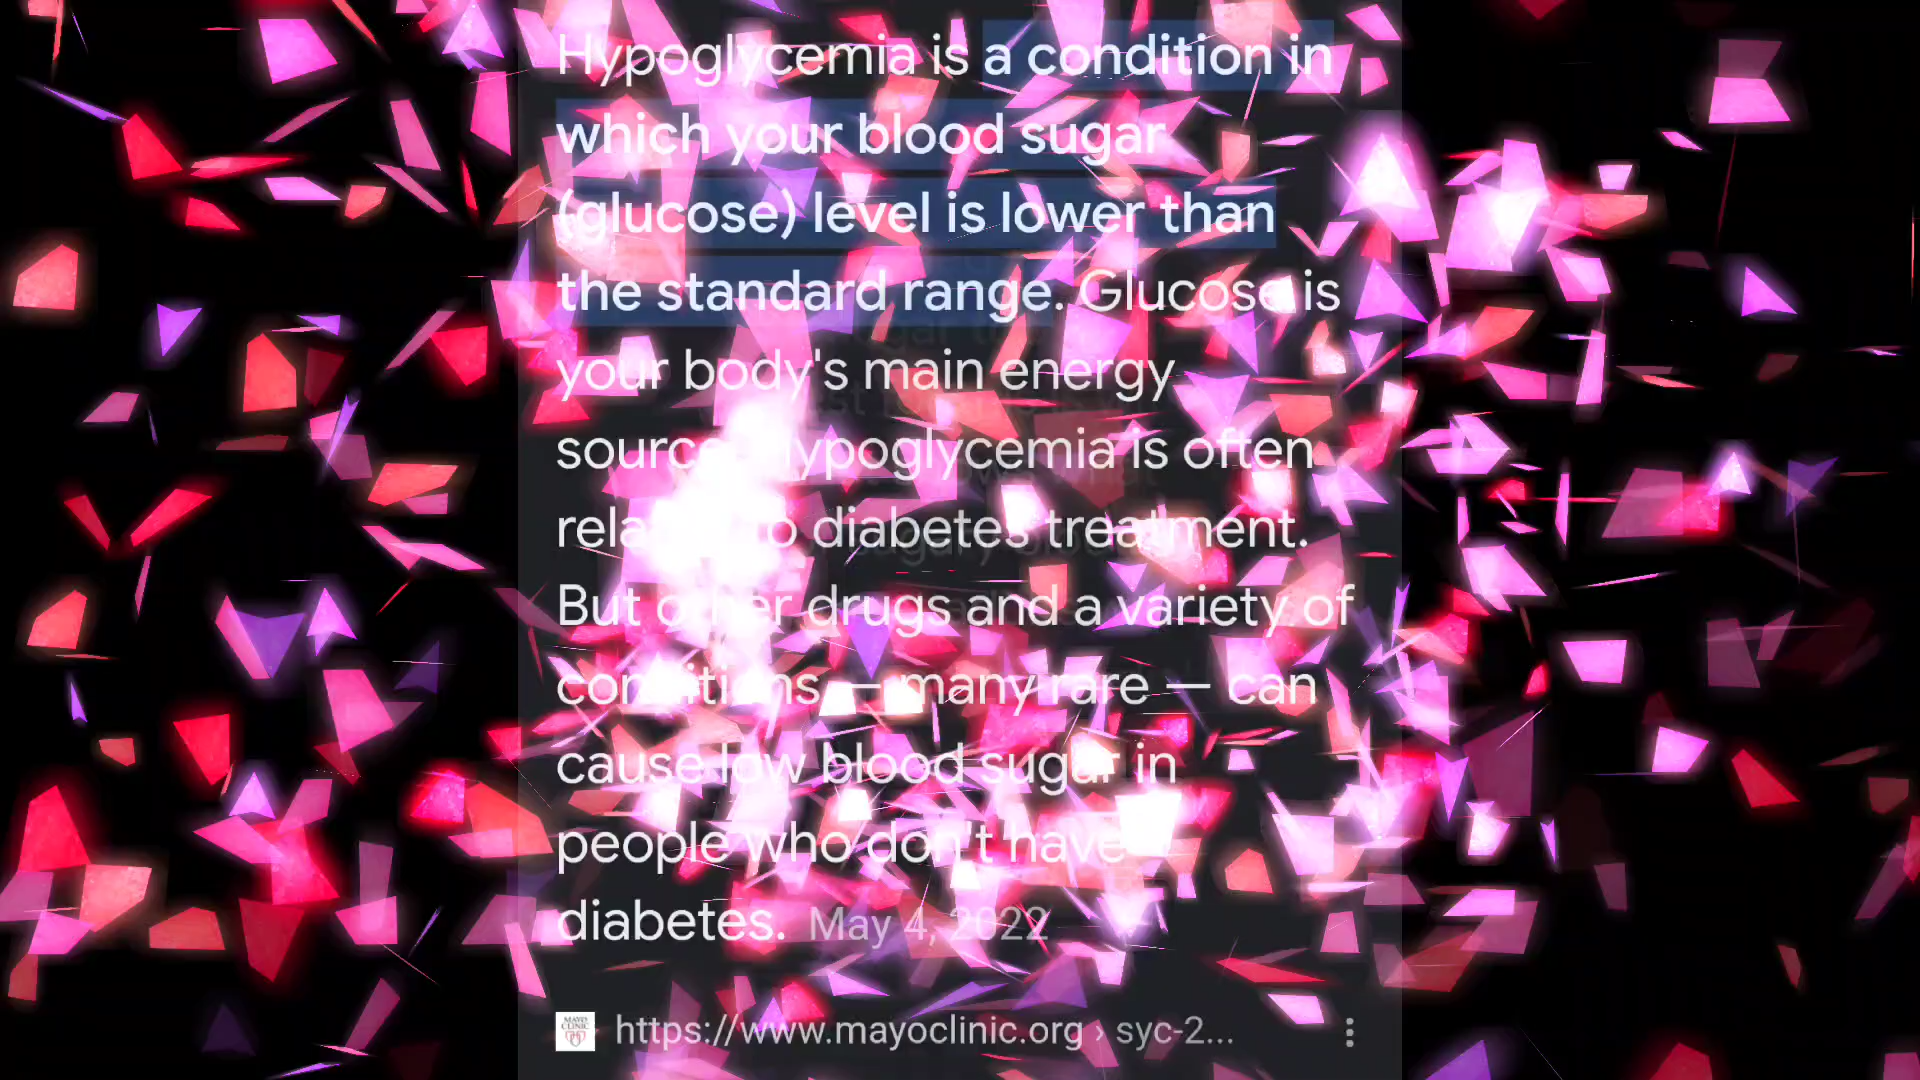 Hypoglycemia is a condition in
which your blood sugar
(glucose) level is lower than
the standard range. Glucose is
your body's main energy
source. Hypoglycemia is often
related to diabetes treatment.
But other drugs and a variety of
conditions — many rare — can
cause low blood sugar in
people who don't have
diabetes. May 4, 2022
MAYO
CLINIC
https://www.mayoclinic.org › syc-2...